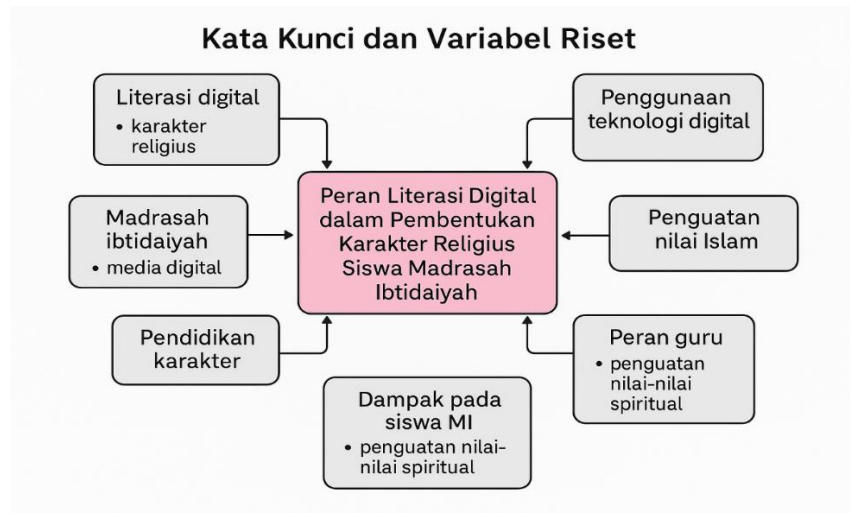 Kata Kunci dan Variabel Riset
Literasi digital
• karakter
religius
Penggunaan
teknologi digital
Madrasah
ibtidaiyah
• media digital
Peran Literasi Digital
dalam Pembentukan
Karakter Religius
Siswa Madrasah
Ibtidaiyah
Penguatan
nilai Islam
Pendidikan
karakter
Dampak pada
siswa MI
• penguatan nilai-
nilai spiritual
Peran guru
• penguatan
nilai-nilai
spiritual